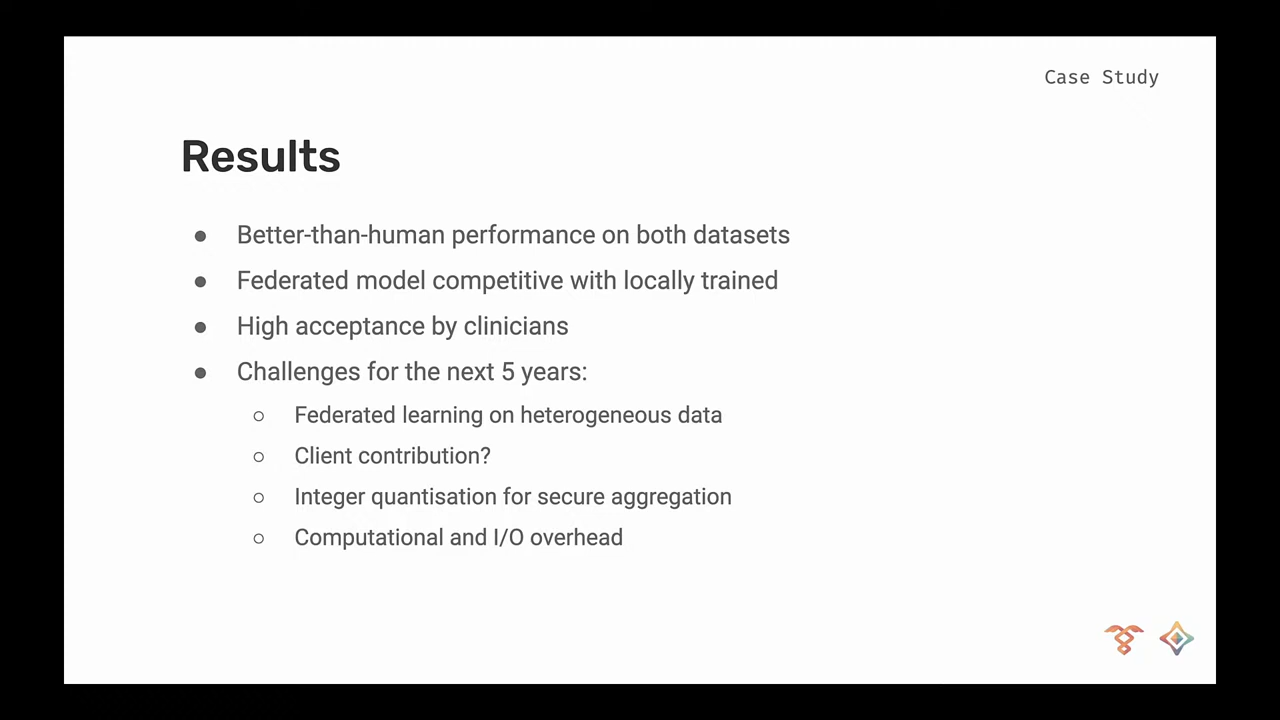 Case Study
Results
● Better-than-human performance on both datasets
● Federated model competitive with locally trained
● High acceptance by clinicians
● Challenges for the next 5 years:
○ Federated learning on heterogeneous data
○ Client contribution?
○ Integer quantisation for secure aggregation
○ Computational and I/O overhead